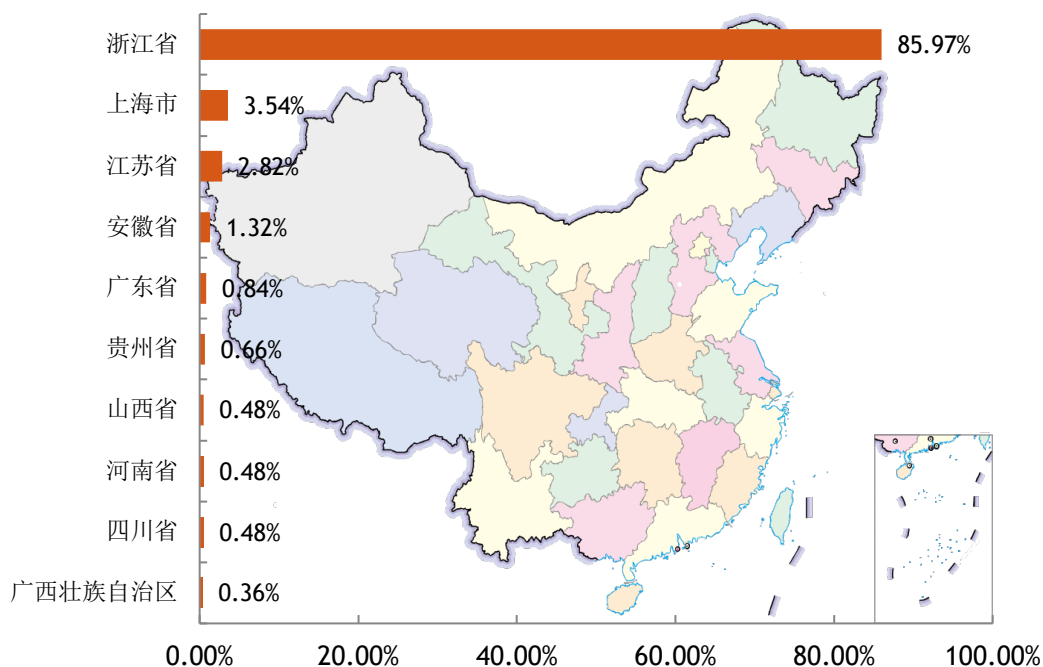 浙江省
85.97%
上海市
3.54%
江苏省
2.82%
安徽省
1.32%
广东省
0.84%
贵州省
0.66%
山西省
0.48%
河南省
0.48%
四川省
0.48%
广西壮族自治区
0.36%
0.00% 20.00% 40.00% 60.00% 80.00% 100.00%